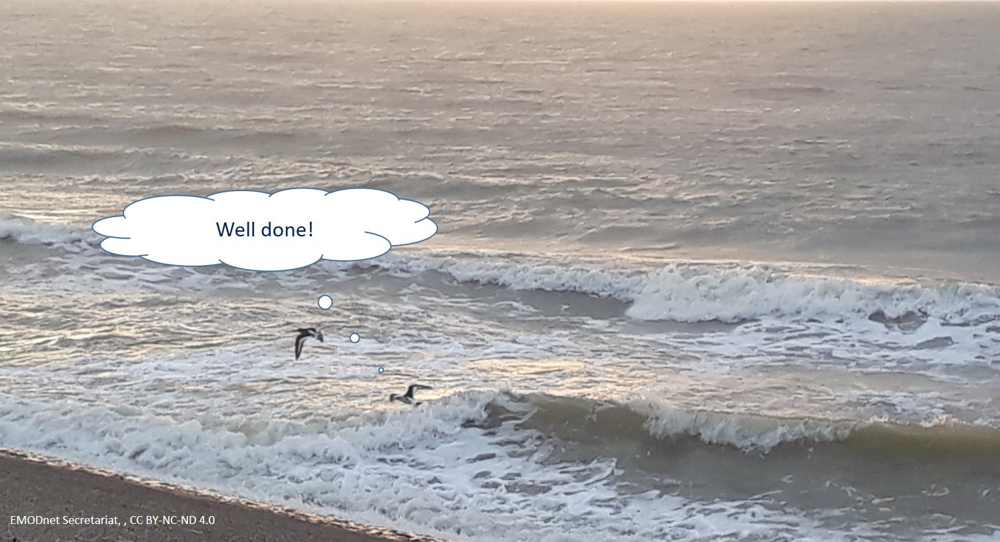 Well done!
EMODnet Secretariat, , CC BY-NC-ND 4.0